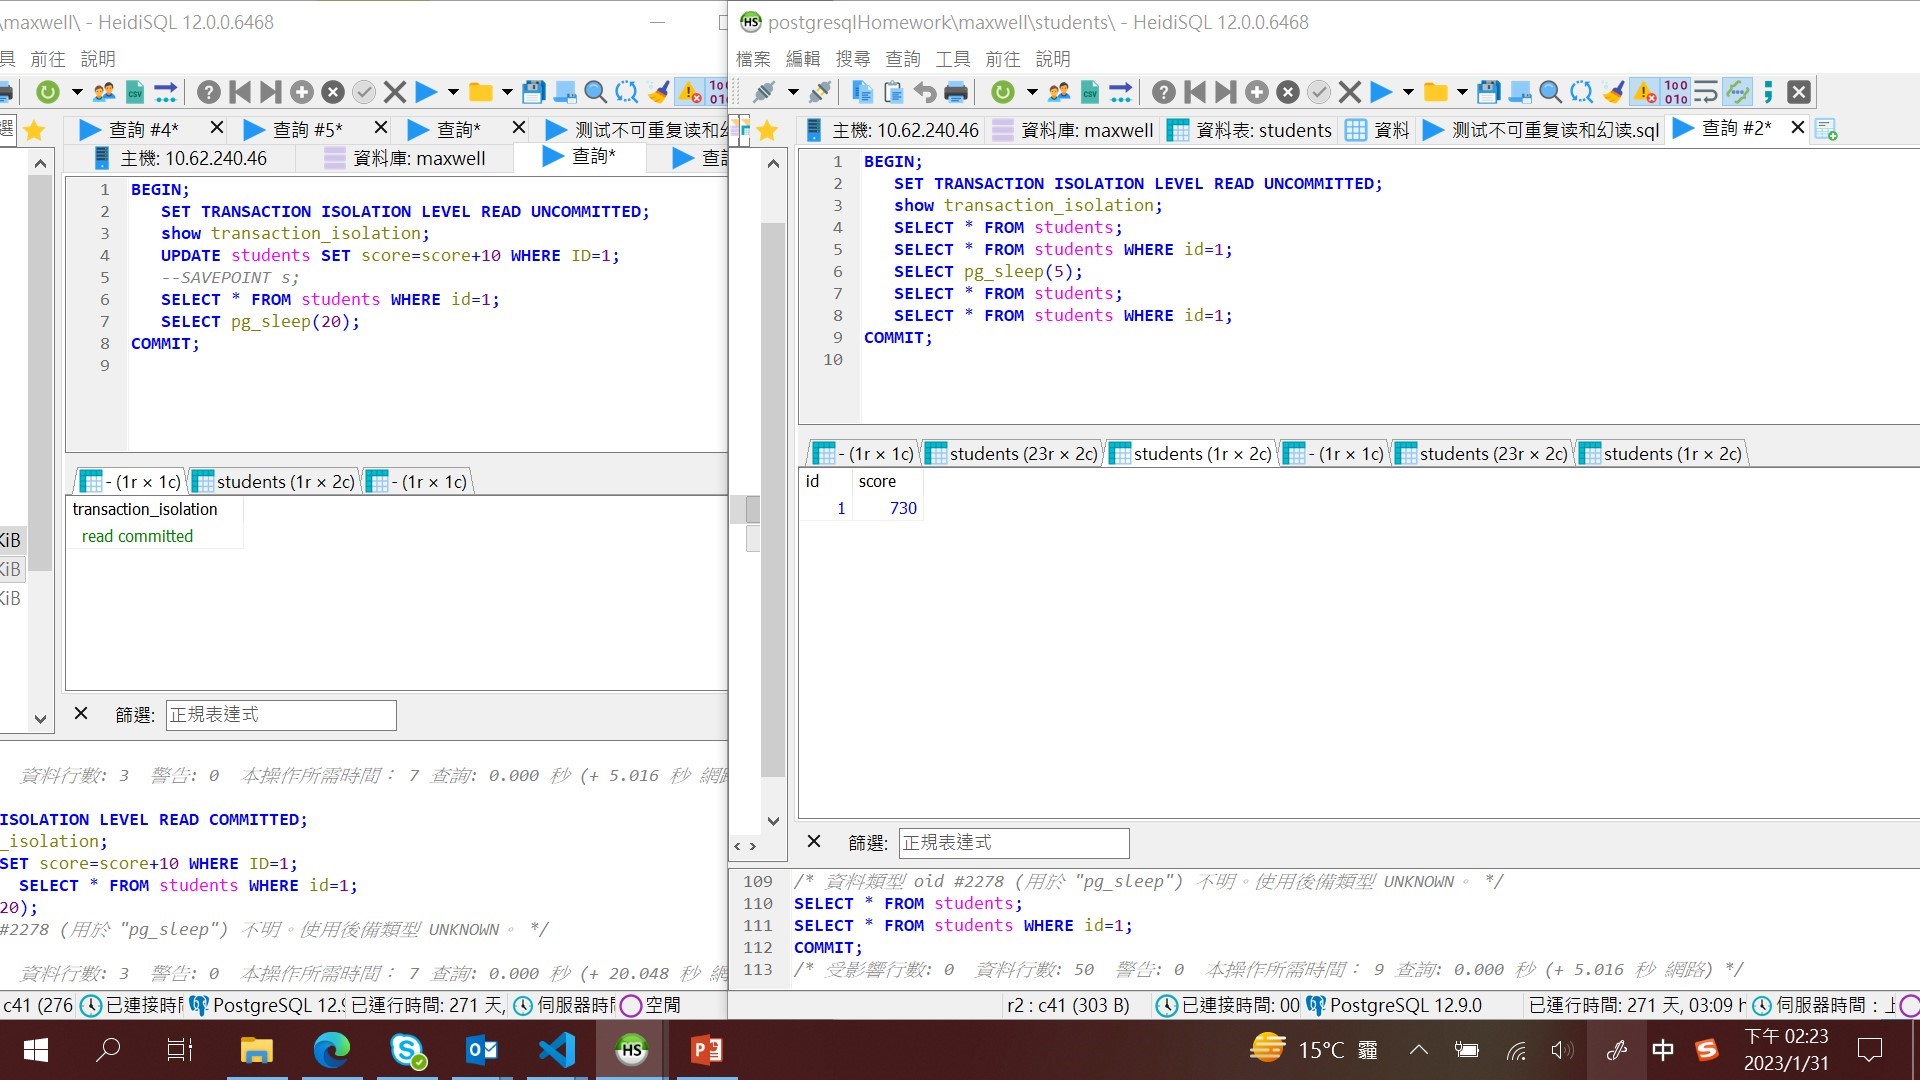 \maxwell\ - HeidiSQL 12.0.0.6468
具 前往 說明
查詢 #4*
查詢 #5*
查詢*
测试不可重复读和幻
選
主機: 10.62.240.46
資料庫: maxwell
查詢*
查詢
1 BEGIN;
2 SET TRANSACTION ISOLATION LEVEL READ UNCOMMITTED;
3 show transaction_isolation;
4 UPDATE students SET score=score+10 WHERE ID=1;
5 --SAVEPOINT s;
6 SELECT * FROM students WHERE id=1;
7 SELECT pg_sleep(20);
8 COMMIT;
9
- (1r × 1c)
students (1r × 2c)
- (1r × 1c)
transaction_isolation
read committed
KiB
KiB
KiB
篩選: 正規表達式
資料行數: 3 警告: 0 本操作所需時間： 7 查詢: 0.000 秒 (+ 5.016 秒 網路
ISOLATION LEVEL READ COMMITTED;
_isolation;
SET score=score+10 WHERE ID=1;
SELECT * FROM students WHERE id=1;
20);
#2278 (用於 "pg_sleep") 不明。使用後備類型 UNKNOWN。 */
資料行數: 3 警告: 0 本操作所需時間： 7 查詢: 0.000 秒 (+ 20.048 秒 網
c41 (276
已連接時間
PostgreSQL 12.9
已運行時間: 271 天,
伺服器時間
空閒
postgresqlHomework\maxwell\students\ - HeidiSQL 12.0.0.6468
檔案 編輯 搜尋 查詢 工具 前往 說明
主機: 10.62.240.46
資料庫: maxwell
資料表: students
資料
测试不可重复读和幻读.sql
查詢 #2*
1 BEGIN;
2 SET TRANSACTION ISOLATION LEVEL READ UNCOMMITTED;
3 show transaction_isolation;
4 SELECT * FROM students;
5 SELECT * FROM students WHERE id=1;
6 SELECT pg_sleep(5);
7 SELECT * FROM students;
8 SELECT * FROM students WHERE id=1;
9 COMMIT;
10
- (1r × 1c)
students (23r × 2c)
students (1r × 2c)
- (1r × 1c)
students (23r × 2c)
students (1r × 2c)
id score
1 730
篩選: 正規表達式
109 /* 資料類型 oid #2278 (用於 "pg_sleep") 不明。使用後備類型 UNKNOWN。 */
110 SELECT * FROM students;
111 SELECT * FROM students WHERE id=1;
112 COMMIT;
113 /* 受影響行數: 0 資料行數: 50 警告: 0 本操作所需時間： 9 查詢: 0.000 秒 (+ 5.016 秒 網路) */
r2 : c41 (303 B)
已連接時間: 00
PostgreSQL 12.9.0
已運行時間: 271 天, 03:09 h
伺服器時間：上
15°C 霾
中
下午 02:23
2023/1/31